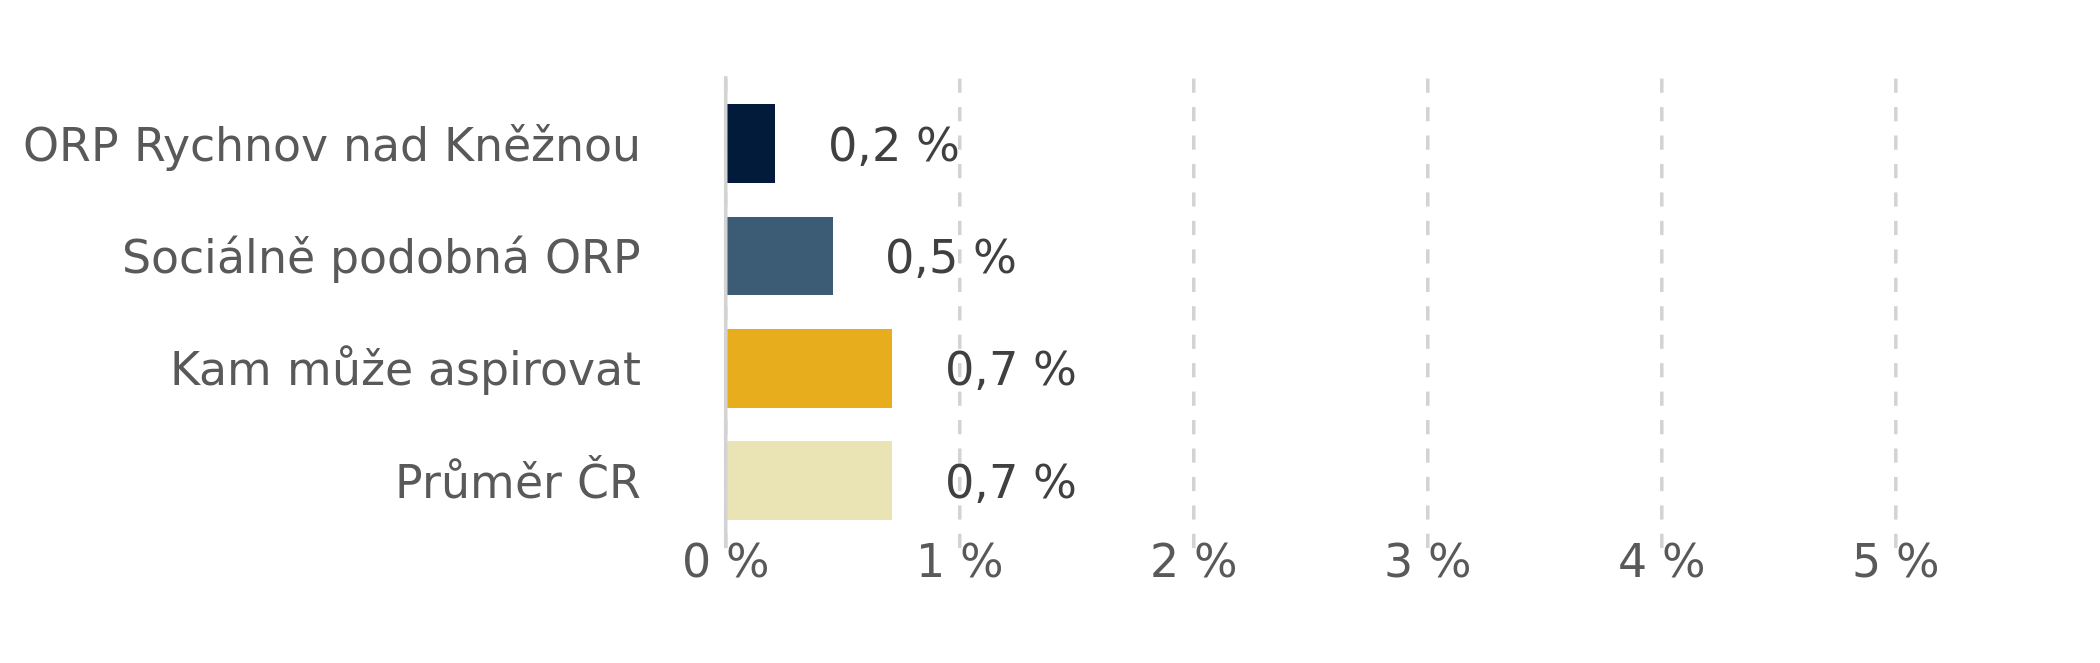 ORP Rychnov nad Kněžnou 0,2 %
Sociálně podobná ORP 0,5 %
Kam může aspirovat 0,7 %
Průměr ČR 0,7 %
0 % 1 % 2 % 3 % 4 % 5 %